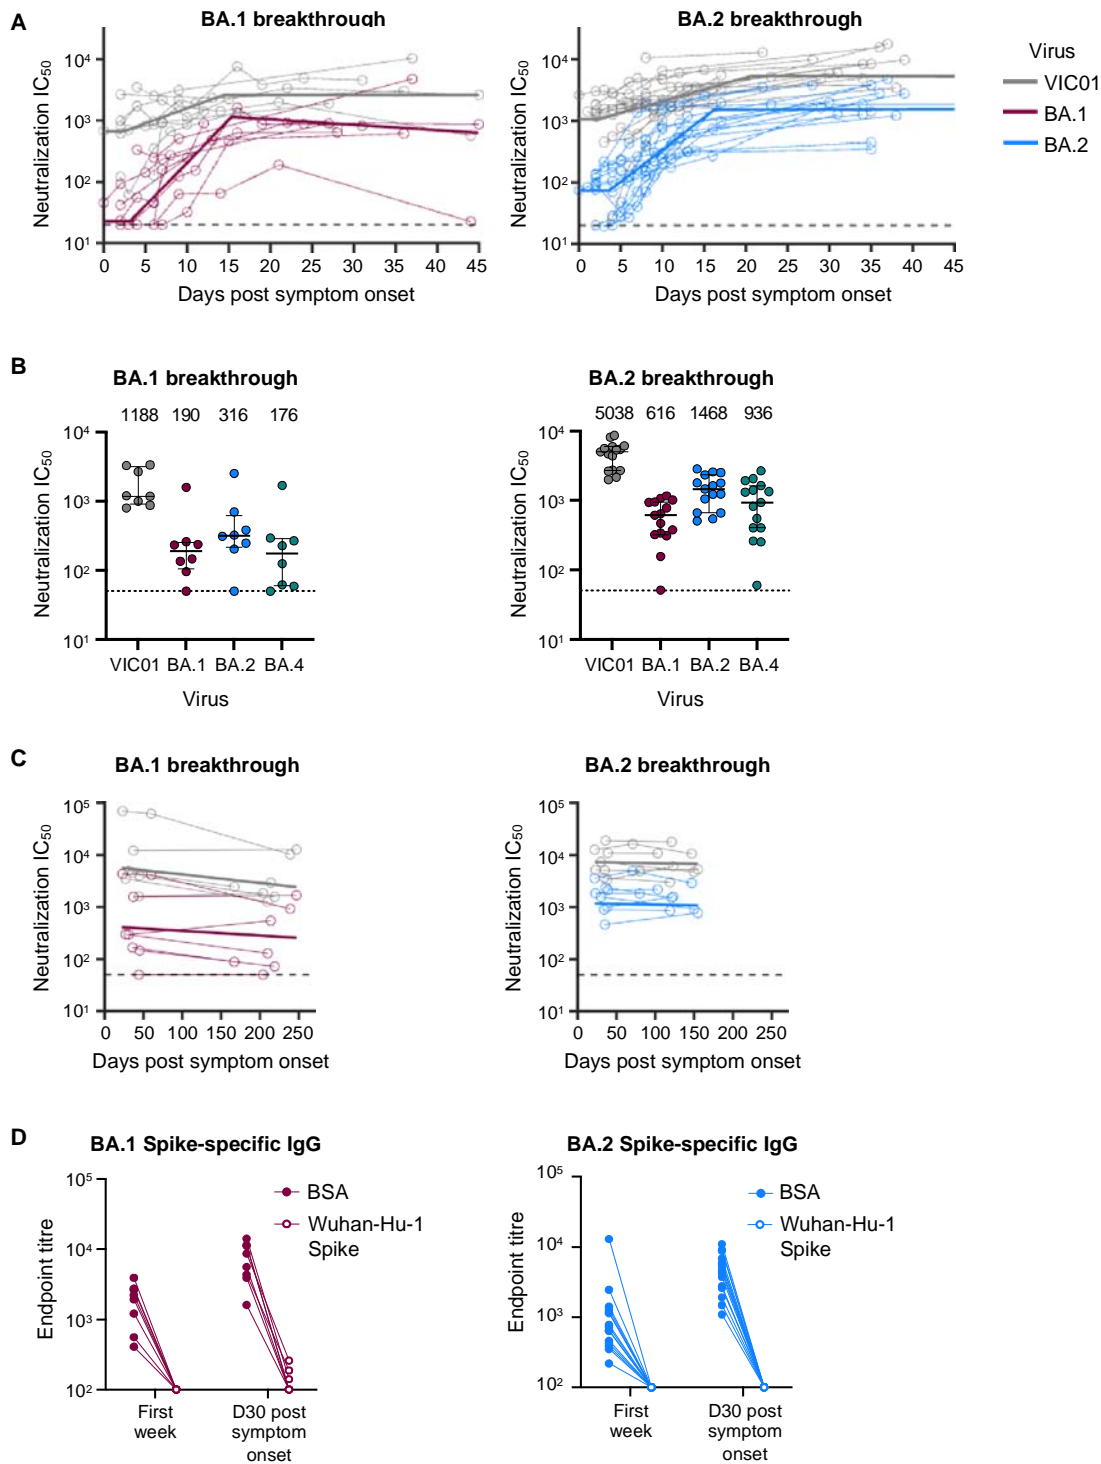 A
BA.1 breakthrough
BA.2 breakthrough
Neutralization IC50
10⁴
10³
10²
10¹
0 5 10 15 20 25 30 35 40 45
Days post symptom onset
Neutralization IC50
10⁴
10³
10²
10¹
0 5 10 15 20 25 30 35 40 45
Days post symptom onset
Virus
VIC01
BA.1
BA.2
B
BA.1 breakthrough
1188 190 316 176
Neutralization IC50
10⁴
10³
10²
10¹
VIC01 BA.1 BA.2 BA.4
Virus
BA.2 breakthrough
5038 616 1468 936
Neutralization IC50
10⁴
10³
10²
10¹
VIC01 BA.1 BA.2 BA.4
Virus
C
BA.1 breakthrough
Neutralization IC50
10⁵
10⁴
10³
10²
10¹
0 50 100 150 200 250
Days post symptom onset
BA.2 breakthrough
Neutralization IC50
10⁵
10⁴
10³
10²
10¹
0 50 100 150 200 250
Days post symptom onset
D
BA.1 Spike-specific IgG
Endpoint titre
10⁵
10⁴
10³
10²
BSA
Wuhan-Hu-1
Spike
First
week
D30 post
symptom
onset
BA.2 Spike-specific IgG
Endpoint titre
10⁵
10⁴
10³
10²
BSA
Wuhan-Hu-1
Spike
First
week
D30 post
symptom
onset